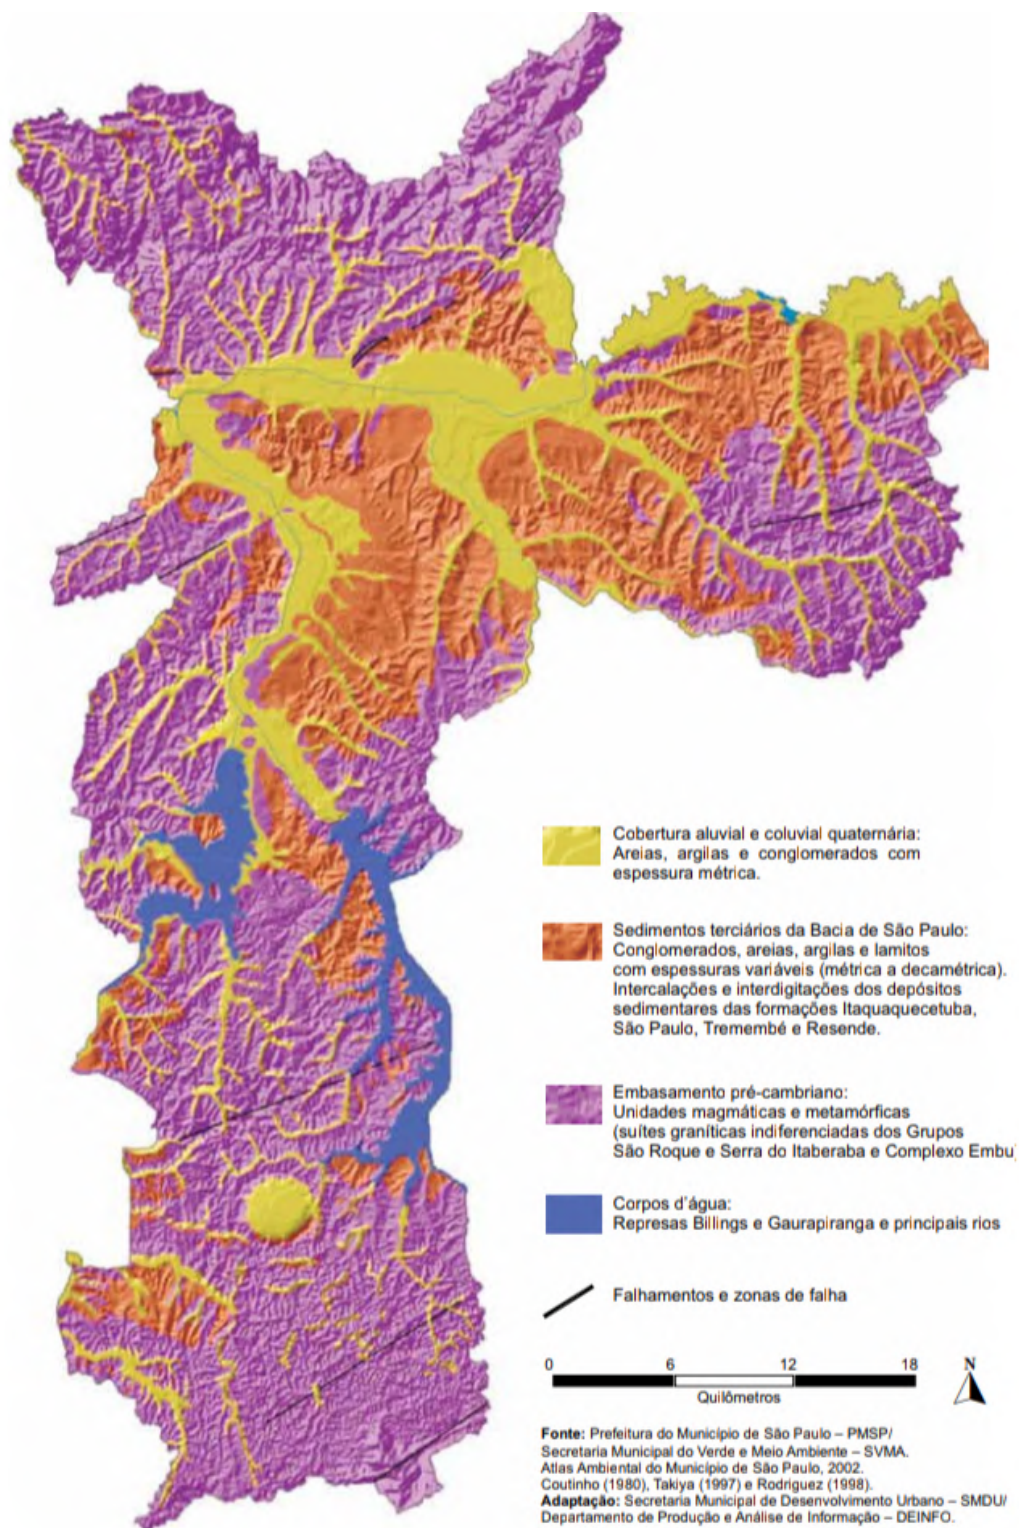 Cobertura aluvial e coluvial quaternária:
Areias, argilas e conglomerados com
espessura métrica.
Sedimentos terciários da Bacia de São Paulo:
Conglomerados, areias, argilas e lamitos
com espessuras variáveis (métrica a decamétrica).
Intercalações e interdigitações dos depósitos
sedimentares das formações Itaquaquecetuba,
São Paulo, Tremembé e Resende.
Embasamento pré-cambriano:
Unidades magmáticas e metamórficas
(suítes graníticas indiferenciadas dos Grupos
São Roque e Serra do Itaberaba e Complexo Embu)
Corpos d'água:
Represas Billings e Gaurapiranga e principais rios
Falhamentos e zonas de falha
0 6 12 18 N
Quilômetros
Fonte: Prefeitura do Município de São Paulo – PMSP/
Secretaria Municipal do Verde e Meio Ambiente – SVMA.
Atlas Ambiental do Município de São Paulo, 2002.
Coutinho (1980), Takiya (1997) e Rodriguez (1998).
Adaptação: Secretaria Municipal de Desenvolvimento Urbano – SMDU/
Departamento de Produção e Análise de Informação – DEINFO.